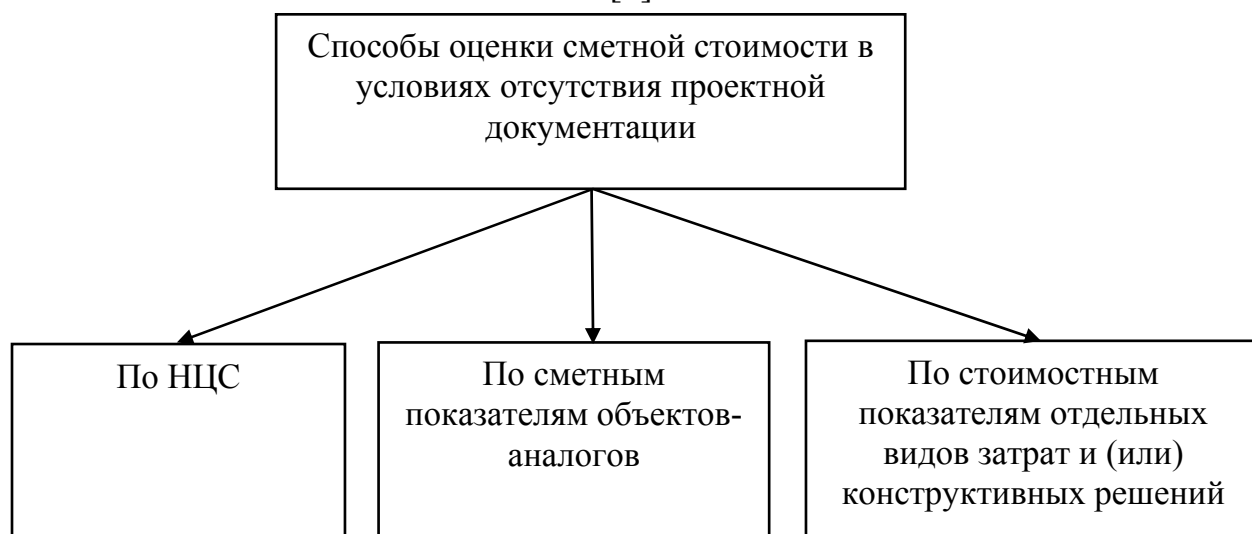 Способы оценки сметной стоимости в
условиях отсутствия проектной
документации
По НЦС
По сметным
показателям объектов-
аналогов
По стоимостным
показателям отдельных
видов затрат и (или)
конструктивных решений